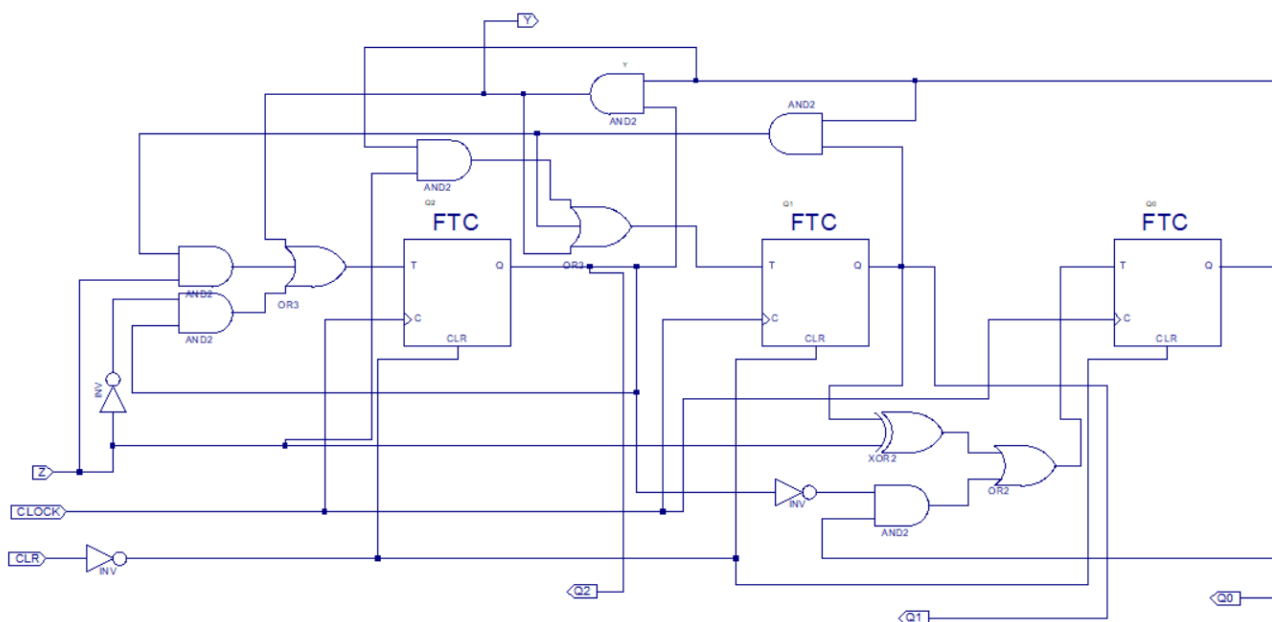 Y
Y
AND2
AND2
AND2
Q2
FTC
Q1
FTC
Q0
FTC
T
Q
OR3
T
Q
T
Q
AND2
OR3
C
C
C
AND2
CLR
CLR
CLR
INV
Z
XOR2
OR2
INV
CLOCK
AND2
CLR
INV
Q2
Q0
Q1